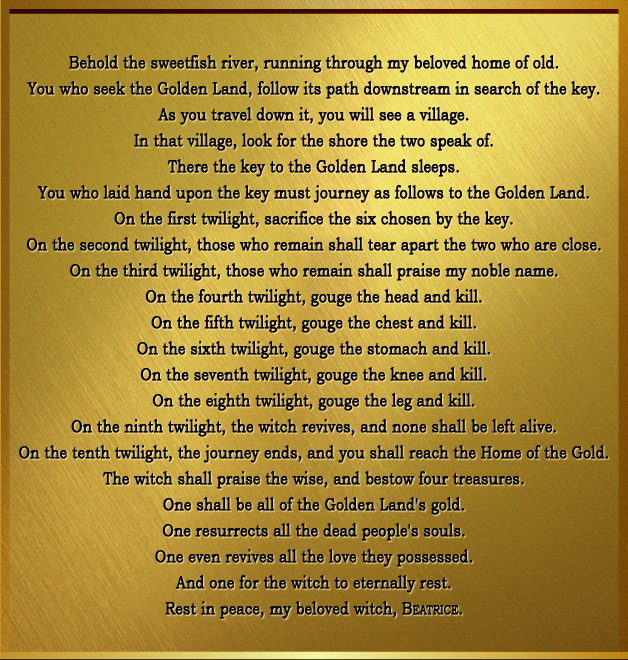 Behold the sweetfish river, running through my beloved home of old.
You who seek the Golden Land, follow its path downstream in search of the key.
As you travel down it, you will see a village.
In that village, look for the shore the two speak of.
There the key to the Golden Land sleeps.
You who laid hand upon the key must journey as follows to the Golden Land.
On the first twilight, sacrifice the six chosen by the key.
On the second twilight, those who remain shall tear apart the two who are close.
On the third twilight, those who remain shall praise my noble name.
On the fourth twilight, gouge the head and kill.
On the fifth twilight, gouge the chest and kill.
On the sixth twilight, gouge the stomach and kill.
On the seventh twilight, gouge the knee and kill.
On the eighth twilight, gouge the leg and kill.
On the ninth twilight, the witch revives, and none shall be left alive.
On the tenth twilight, the journey ends, and you shall reach the Home of the Gold.
The witch shall praise the wise, and bestow four treasures.
One shall be all of the Golden Land's gold.
One resurrects all the dead people's souls.
One even revives all the love they possessed.
And one for the witch to eternally rest.
Rest in peace, my beloved witch, BEATRICE.